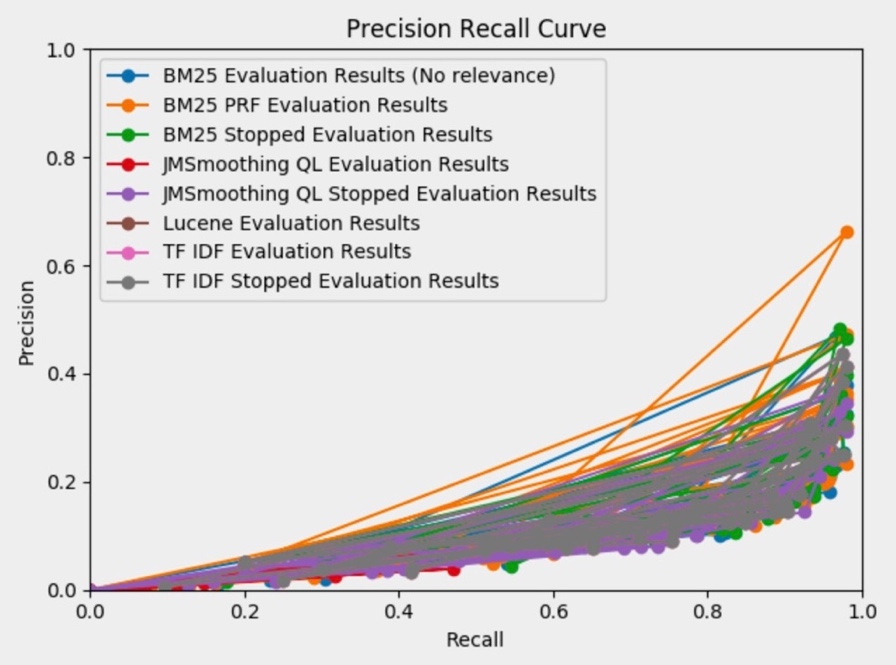 Precision Recall Curve
1.0
BM25 Evaluation Results (No relevance)
BM25 PRF Evaluation Results
BM25 Stopped Evaluation Results
JMSmoothing QL Evaluation Results
JMSmoothing QL Stopped Evaluation Results
Lucene Evaluation Results
TF IDF Evaluation Results
TF IDF Stopped Evaluation Results
0.8
0.6
Precision
0.4
0.2
0.0
0.0 0.2 0.4 0.6 0.8 1.0
Recall